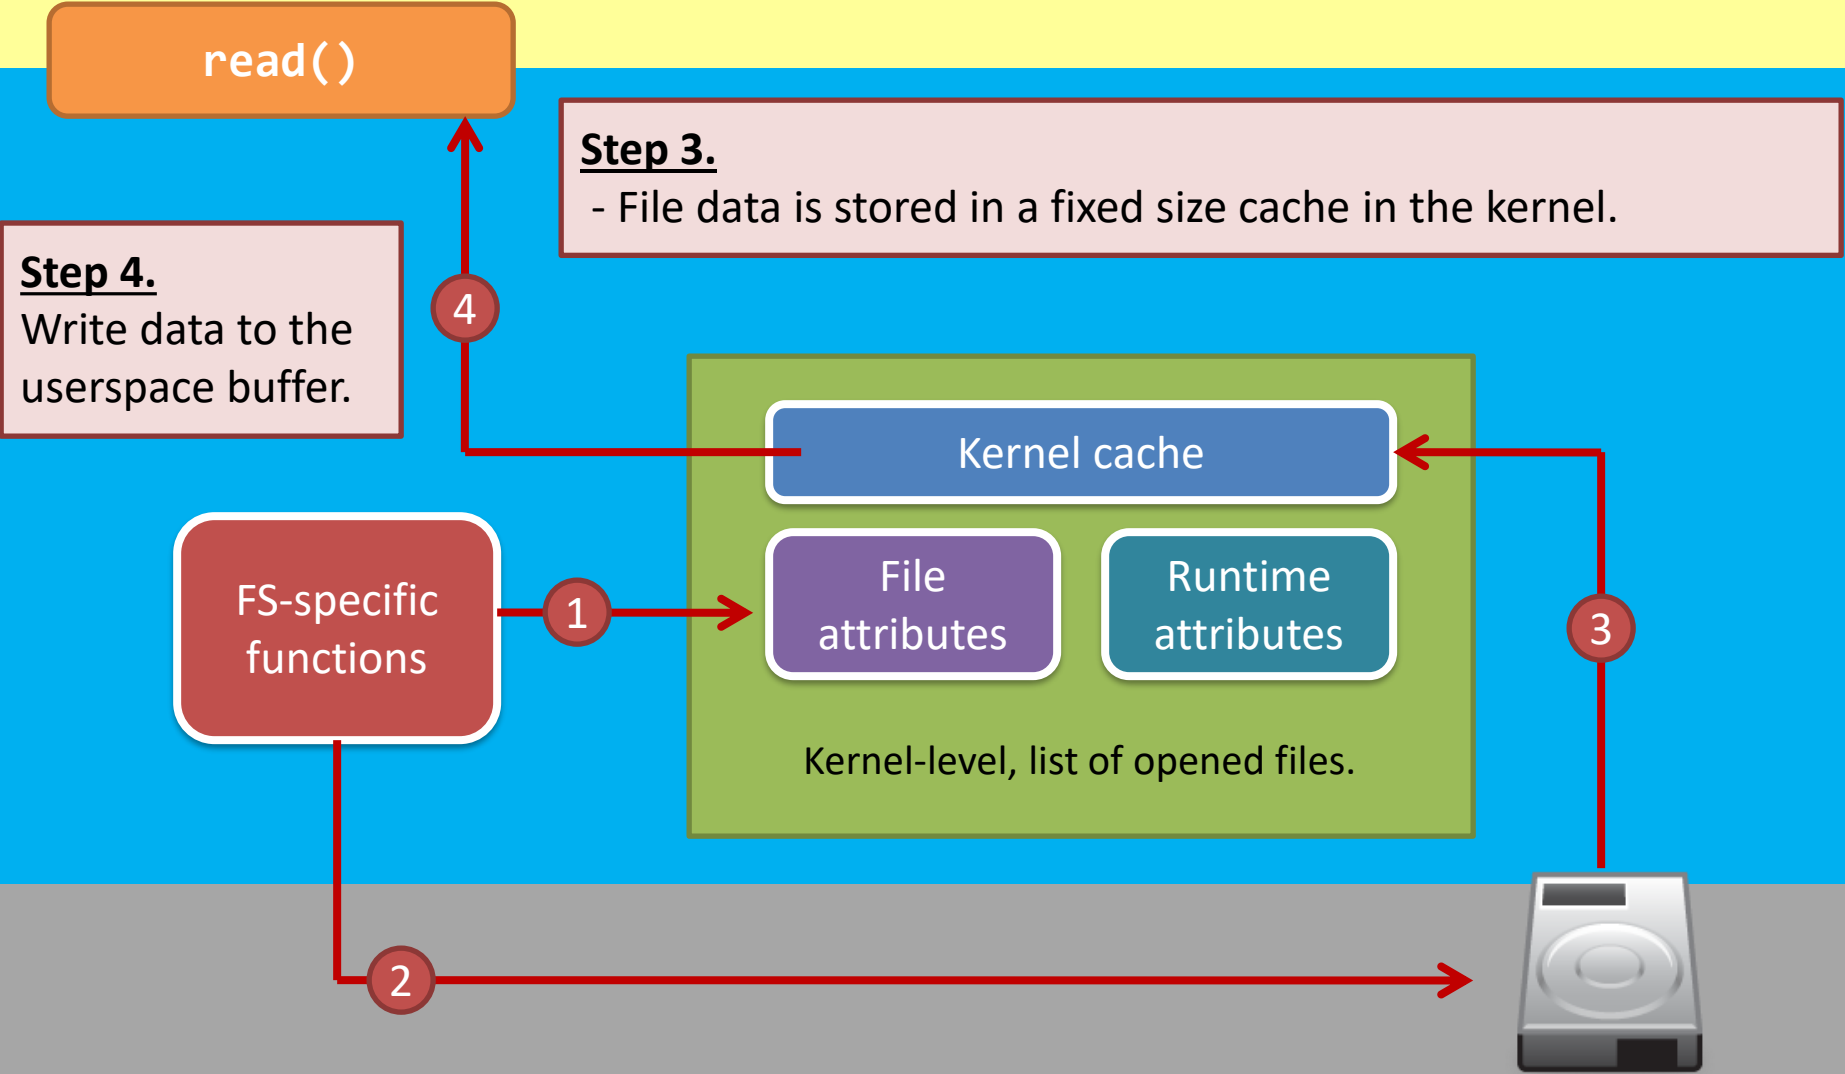 read()
Step 3.
- File data is stored in a fixed size cache in the kernel.
Step 4.
Write data to the
userspace buffer.
4
Kernel cache
FS-specific
functions
1
File
attributes
Runtime
attributes
3
Kernel-level, list of opened files.
2